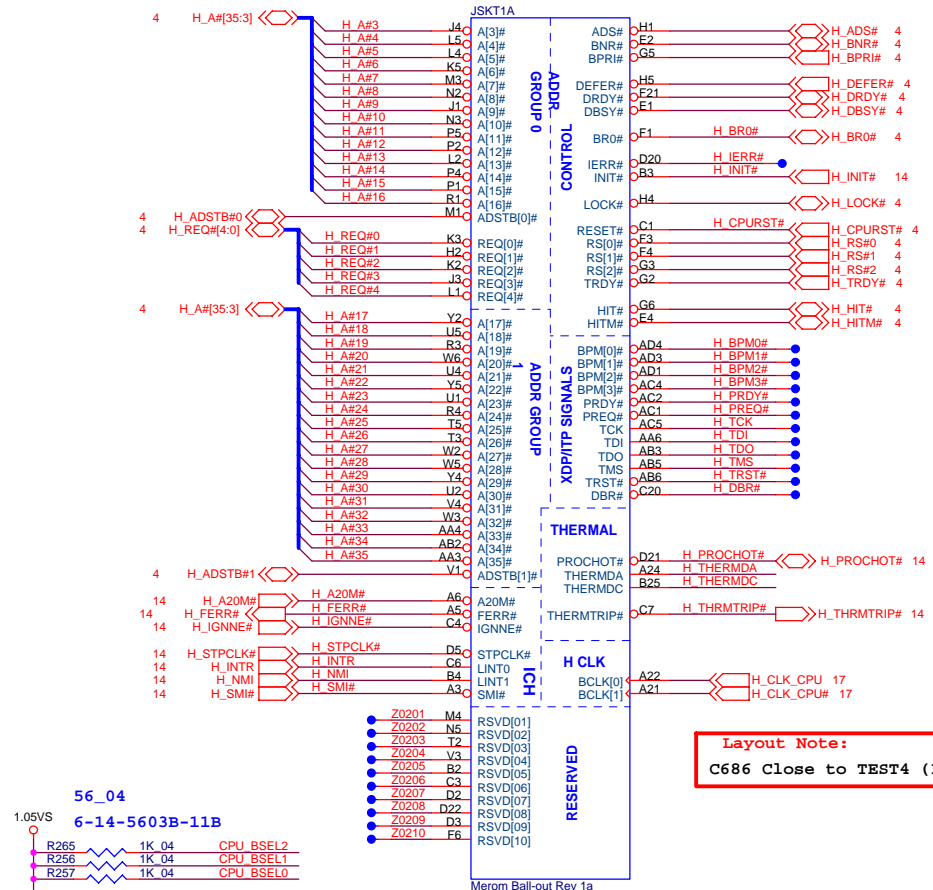 JSKT1A
4 H_A#[35:3] H_A#3 J4 A[3]# ADS# H1 H_ADS# 4
H_A#4 L5 A[4]# BNR# E2 H_BNR# 4
H_A#5 L4 A[5]# BPRI# G5 H_BPRI# 4
H_A#6 K5 A[6]#
H_A#7 M3 A[7]# DEFER# H5 H_DEFER# 4
H_A#8 N2 A[8]# DRDY# F21 H_DRDY# 4
H_A#9 J1 A[9]# DBSY# E1 H_DBSY# 4
H_A#10 N3 A[10]#
H_A#11 P5 A[11]# BR0# F1 H_BR0# H_BR0# 4
H_A#12 P2 A[12]#
H_A#13 L2 A[13]# IERR# D20 H_IERR#
H_A#14 P4 A[14]# INIT# B3 H_INIT# H_INIT# 14
H_A#15 P1 A[15]#
H_A#16 R1 A[16]# LOCK# H4 H_LOCK# 4
4 H_ADSTB#0 M1 ADSTB[0]#
ADDR GROUP 0
ADDR
CONTROL
4 H_REQ#[4:0] RESET# C1 H_CPURST# H_CPURST# 4
H_REQ#0 K3 REQ[0]# RS[0]# F3 H_RS#0 4
H_REQ#1 H2 REQ[1]# RS[1]# F4 H_RS#1 4
H_REQ#2 K2 REQ[2]# RS[2]# G3 H_RS#2 4
H_REQ#3 J3 REQ[3]# TRDY# G2 H_TRDY# 4
H_REQ#4 L1 REQ[4]#
4 H_A#[35:3] HIT# G6 H_HIT# 4
H_A#17 Y2 A[17]# HITM# E4 H_HITM# 4
H_A#18 U5 A[18]#
H_A#19 R3 A[19]# BPM[0]# AD4 H_BPM0#
H_A#20 W6 A[20]# BPM[1]# AD3 H_BPM1#
H_A#21 U4 A[21]# BPM[2]# AD1 H_BPM2#
H_A#22 Y5 A[22]# BPM[3]# AC4 H_BPM3#
H_A#23 U1 A[23]# PRDY# AC2 H_PRDY#
H_A#24 R4 A[24]# PREQ# AC1 H_PREQ#
H_A#25 T5 A[25]# TCK AC5 H_TCK
H_A#26 T3 A[26]# TDI AA6 H_TDI
H_A#27 W2 A[27]# TDO AB3 H_TDO
H_A#28 W5 A[28]# TMS AB5 H_TMS
H_A#29 Y4 A[29]# TRST# AB6 H_TRST#
H_A#30 U2 A[30]# DBR# C20 H_DBR#
H_A#31 V4 A[31]#
H_A#32 W3 A[32]#
H_A#33 AA4 A[33]#
H_A#34 AB2 A[34]#
H_A#35 AA3 A[35]#
4 H_ADSTB#1 V1 ADSTB[1]#
ADDR GROUP 1
XDP/ITP SIGNALS
THERMAL
PROCHOT# D21 H_PROCHOT# H_PROCHOT# 14
THERMDA A24 H_THERMDA
THERMDC B25 H_THERMDC
14 H_A20M# H_A20M# A6 A20M#
14 H_FERR# H_FERR# A5 FERR# THERMTRIP# C7 H_THRMTRIP# H_THRMTRIP# 14
14 H_IGNNE# H_IGNNE# C4 IGNNE#
14 H_STPCLK# H_STPCLK# D5 STPCLK#
14 H_INTR H_INTR C6 LINT0
14 H_NMI H_NMI B4 LINT1
14 H_SMI# H_SMI# A3 SMI#
ICH
H CLK
BCLK[0] A22 H_CLK_CPU 17
BCLK[1] A21 H_CLK_CPU# 17
Z0201 M4 RSVD[01]
Z0202 N5 RSVD[02]
Z0203 T2 RSVD[03]
Z0204 V3 RSVD[04]
Z0205 B2 RSVD[05]
Z0206 C3 RSVD[06]
Z0207 D2 RSVD[07]
Z0208 D22 RSVD[08]
Z0209 D3 RSVD[09]
Z0210 F6 RSVD[10]
RESERVED
Merom Ball-out Rev 1a
Layout Note:
C686 Close to TEST4 (
56_04
6-14-5603B-11B
1.05VS
R265 1K_04 CPU_BSEL2
R256 1K_04 CPU_BSEL1
R257 1K_04 CPU_BSEL0